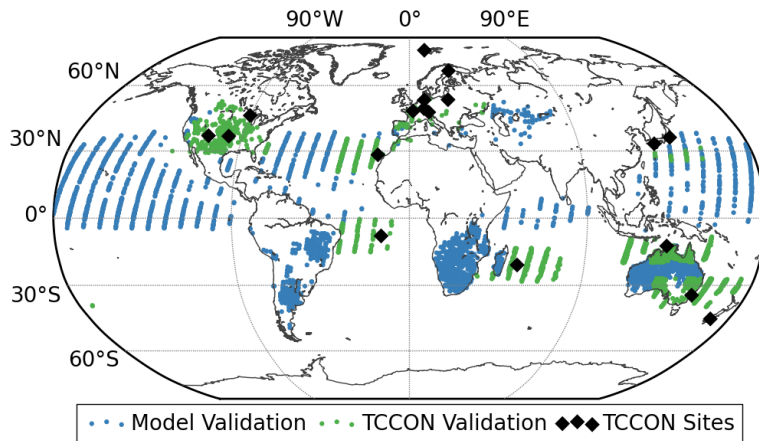 90°W 0° 90°E
60°N
30°N
0°
30°S
60°S
Model Validation TCCON Validation TCCON Sites